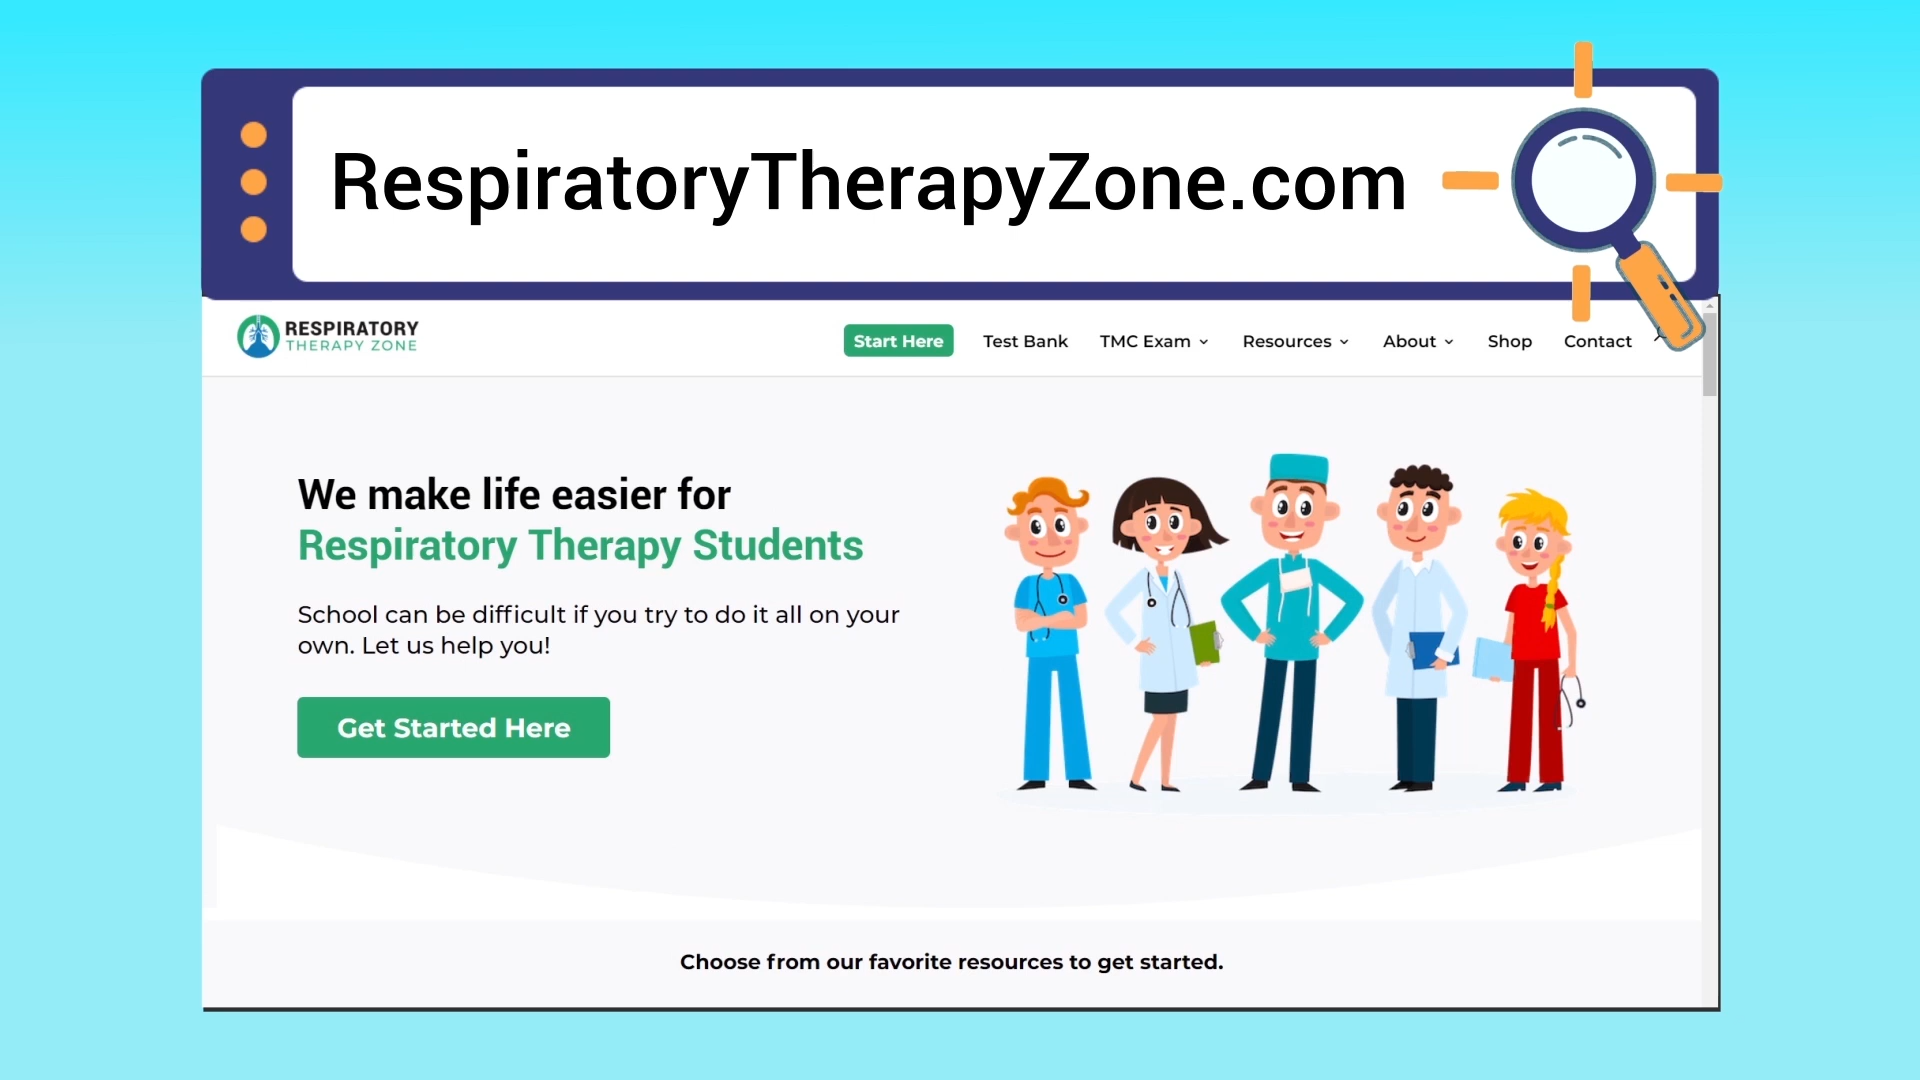 RespiratoryTherapyZone.com
RESPIRATORY
THERAPY ZONE
Start Here
Test Bank
TMC Exam
Resources
About
Shop
Contact
We make life easier for
Respiratory Therapy Students
School can be difficult if you try to do it all on your
own. Let us help you!
Get Started Here
Choose from our favorite resources to get started.